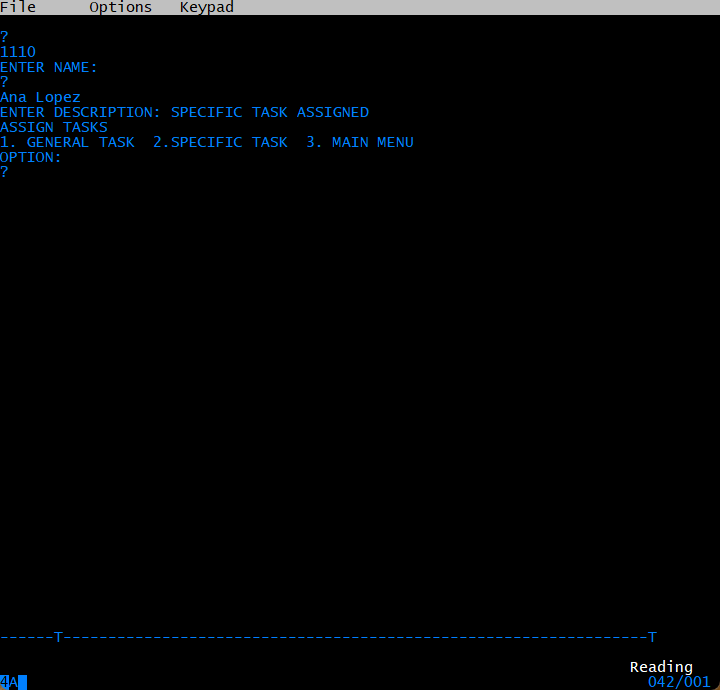 File Options Keypad
?
1110
ENTER NAME:
?
Ana Lopez
ENTER DESCRIPTION: SPECIFIC TASK ASSIGNED
ASSIGN TASKS
1. GENERAL TASK 2.SPECIFIC TASK 3. MAIN MENU
OPTION:
?
------T-----------------------------------------------------------------T
Reading
4A 042/001